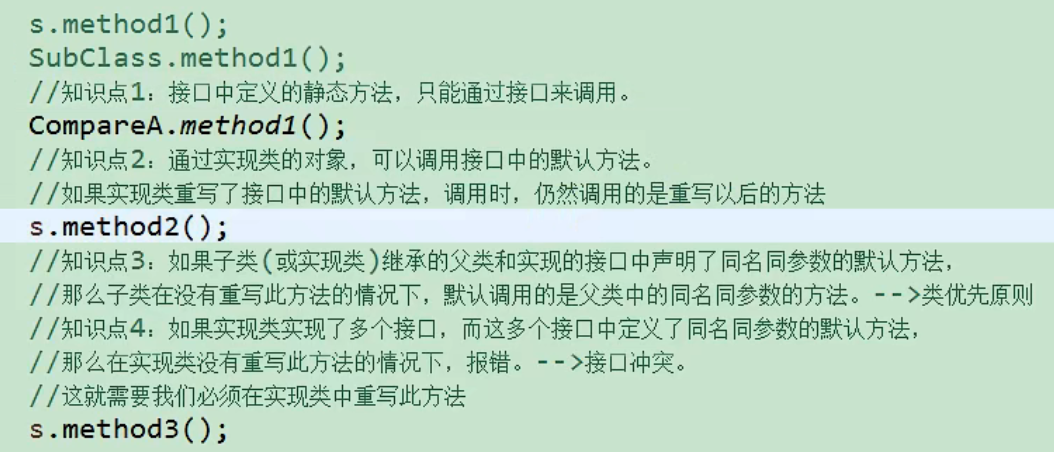 s.method1();
SubClass.method1();
//知识点1：接口中定义的静态方法，只能通过接口来调用。
CompareA.method1();
//知识点2：通过实现类的对象，可以调用接口中的默认方法。
//如果实现类重写了接口中的默认方法，调用时，仍然调用的是重写以后的方法
s.method2();
//知识点3：如果子类(或实现类)继承的父类和实现的接口中声明了同名同参数的默认方法，
//那么子类在没有重写此方法的情况下，默认调用的是父类中的同名同参数的方法。-->类优先原则
//知识点4：如果实现类实现了多个接口，而这多个接口中定义了同名同参数的默认方法，
//那么在实现类没有重写此方法的情况下，报错。-->接口冲突。
//这就需要我们必须在实现类中重写此方法
s.method3();